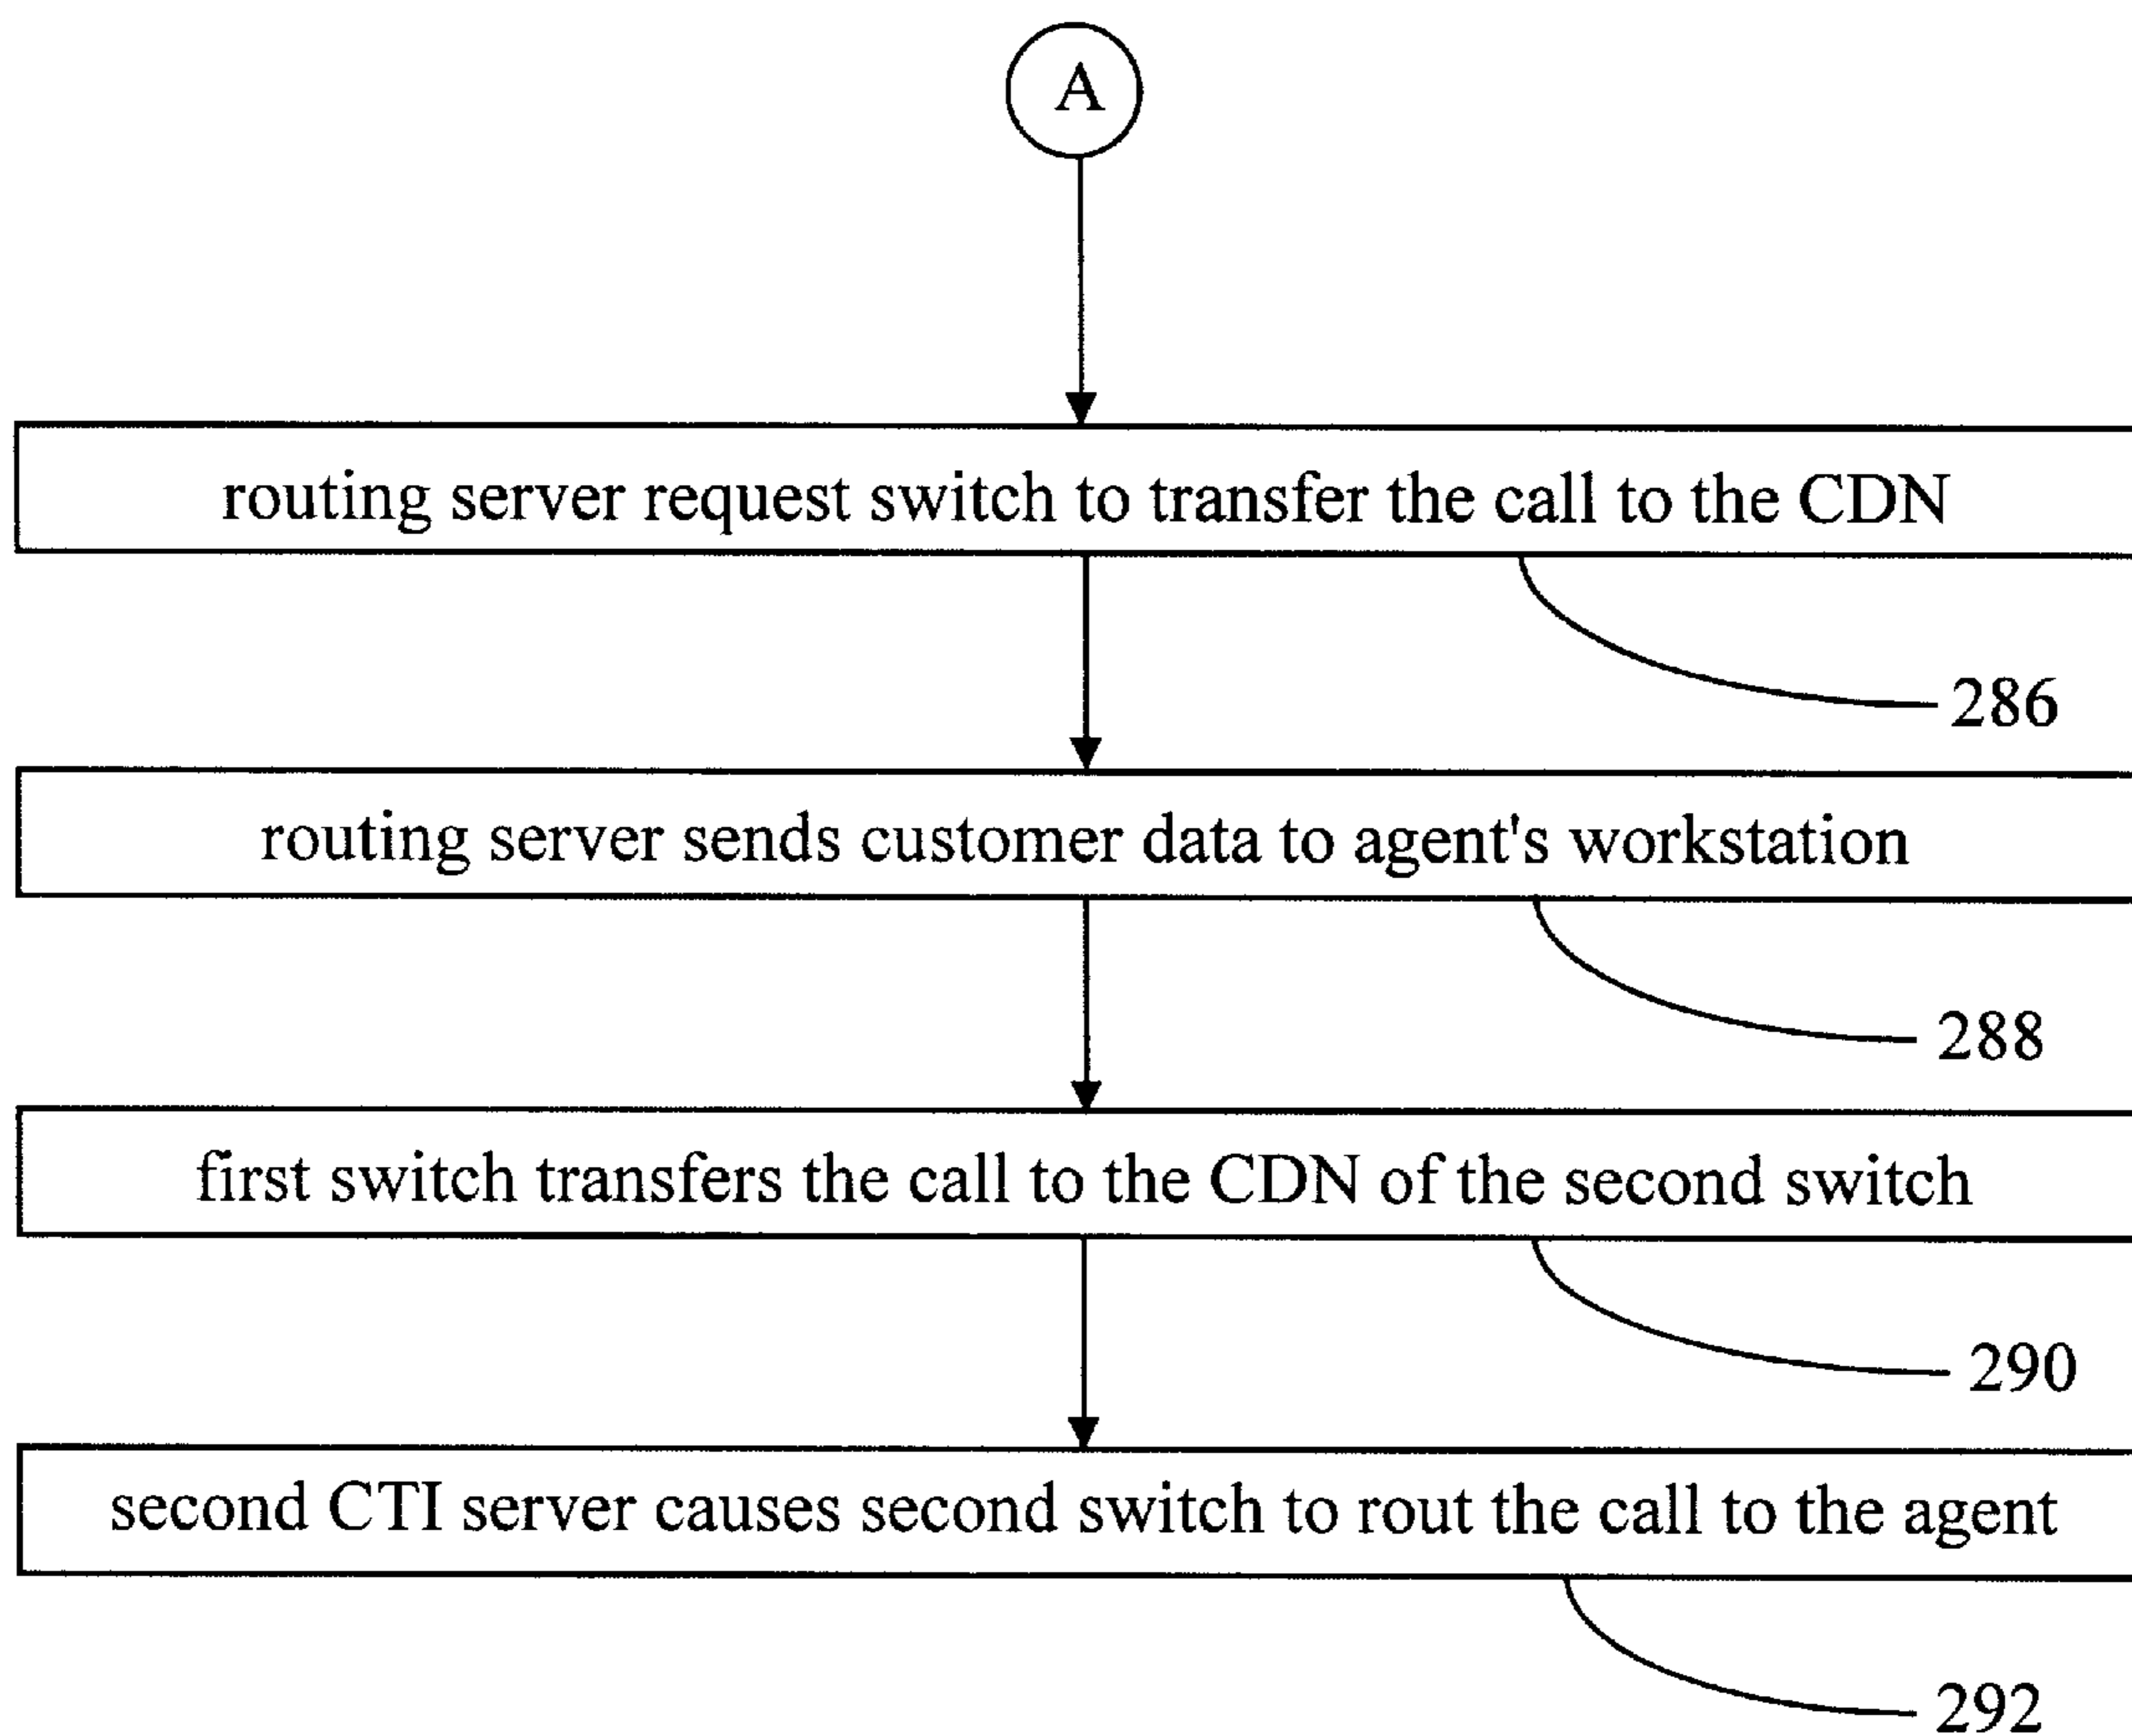 A
routing server request switch to transfer the call to the CDN
286
routing server sends customer data to agent's workstation
288
first switch transfers the call to the CDN of the second switch
290
second CTI server causes second switch to rout the call to the agent
292